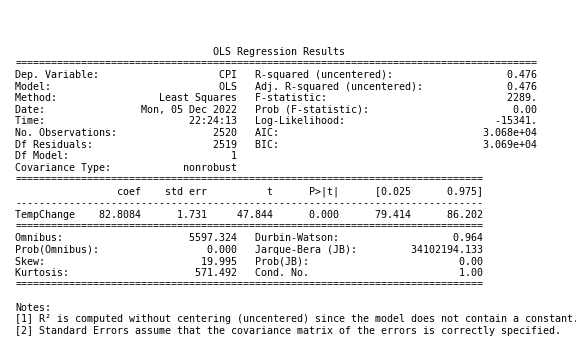 OLS Regression Results
==============================================================================
Dep. Variable: CPI R-squared (uncentered): 0.476
Model: OLS Adj. R-squared (uncentered): 0.476
Method: Least Squares F-statistic: 2289.
Date: Mon, 05 Dec 2022 Prob (F-statistic): 0.00
Time: 22:24:13 Log-Likelihood: -15341.
No. Observations: 2520 AIC: 3.068e+04
Df Residuals: 2519 BIC: 3.069e+04
Df Model: 1
Covariance Type: nonrobust
==============================================================================
coef std err t P>|t| [0.025 0.975]
------------------------------------------------------------------------------
TempChange 82.8084 1.731 47.844 0.000 79.414 86.202
==============================================================================
Omnibus: 5597.324 Durbin-Watson: 0.964
Prob(Omnibus): 0.000 Jarque-Bera (JB): 34102194.133
Skew: 19.995 Prob(JB): 0.00
Kurtosis: 571.492 Cond. No. 1.00
==============================================================================
Notes:
[1] R² is computed without centering (uncentered) since the model does not contain a constant.
[2] Standard Errors assume that the covariance matrix of the errors is correctly specified.